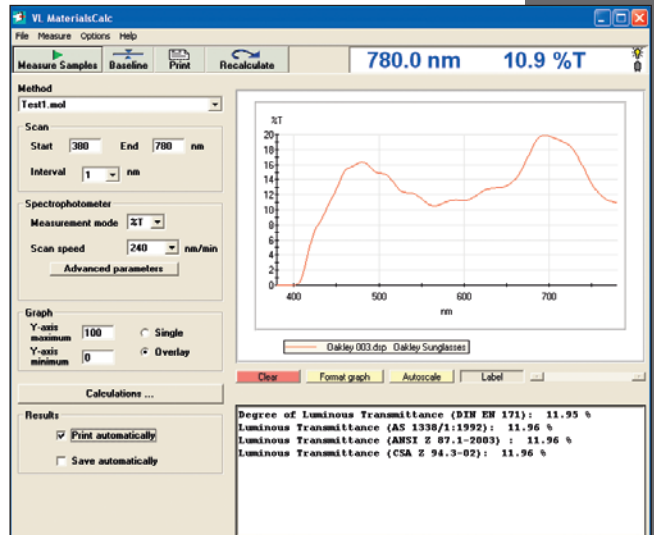 VL MaterialsCalc
File Measure Options Help
Measure Samples Baseline Print Recalculate
780.0 nm 10.9 %T
Method
Test1.mol
Scan
Start 380 End 780 nm
Interval 1 nm
Spectrophotometer
Measurement mode %T
Scan speed 240 nm/min
Advanced parameters
Graph
Y-axis maximum 100 Single
Y-axis minimum 0 Overlay
Calculations ...
Results
Print automatically
Save automatically
%T
20
18
16
14
12
10
8
6
4
2
0
400 500 600 700
nm
Oakley 003.dsp Oakley Sunglasses
Clear Format graph Autoscale Label
Degree of Luminous Transmittance (DIN EN 171): 11.95 %
Luminous Transmittance (AS 1338/1:1992): 11.96 %
Luminous Transmittance (ANSI Z 87.1-2003) : 11.96 %
Luminous Transmittance (CSA Z 94.3-02): 11.96 %